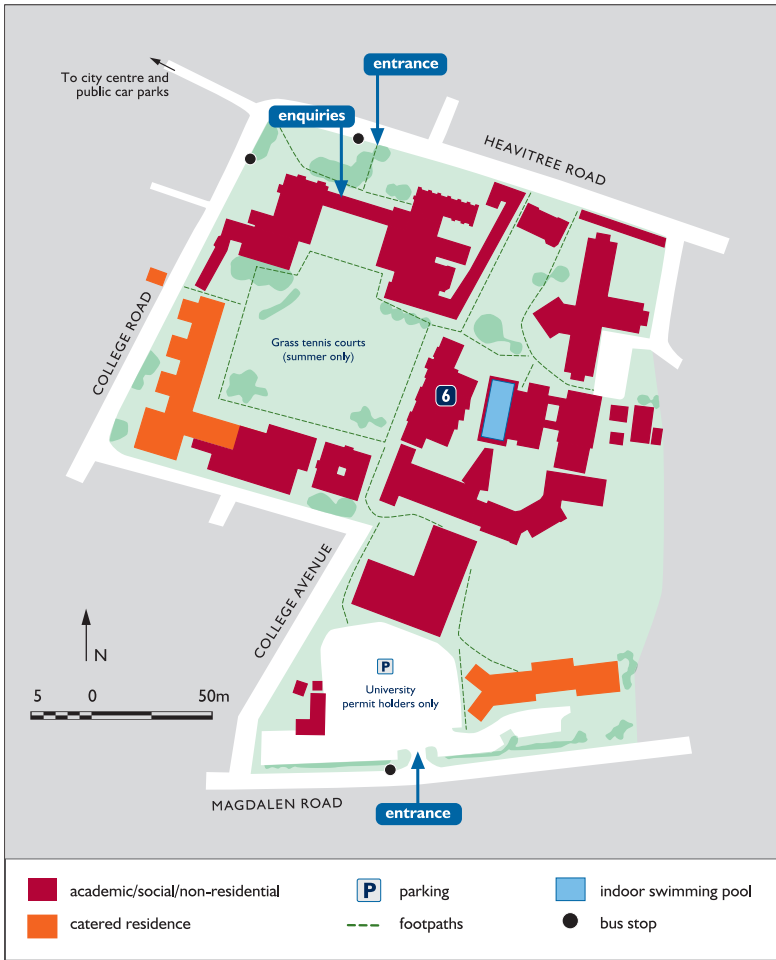 entrance
To city centre and
public car parks
enquiries
HEAVITREE ROAD
COLLEGE ROAD
Grass tennis courts
(summer only)
6
COLLEGE AVENUE
N
5 0 50m
P
University
permit holders only
MAGDALEN ROAD
entrance
academic/social/non-residential
P parking
indoor swimming pool
catered residence
footpaths
bus stop